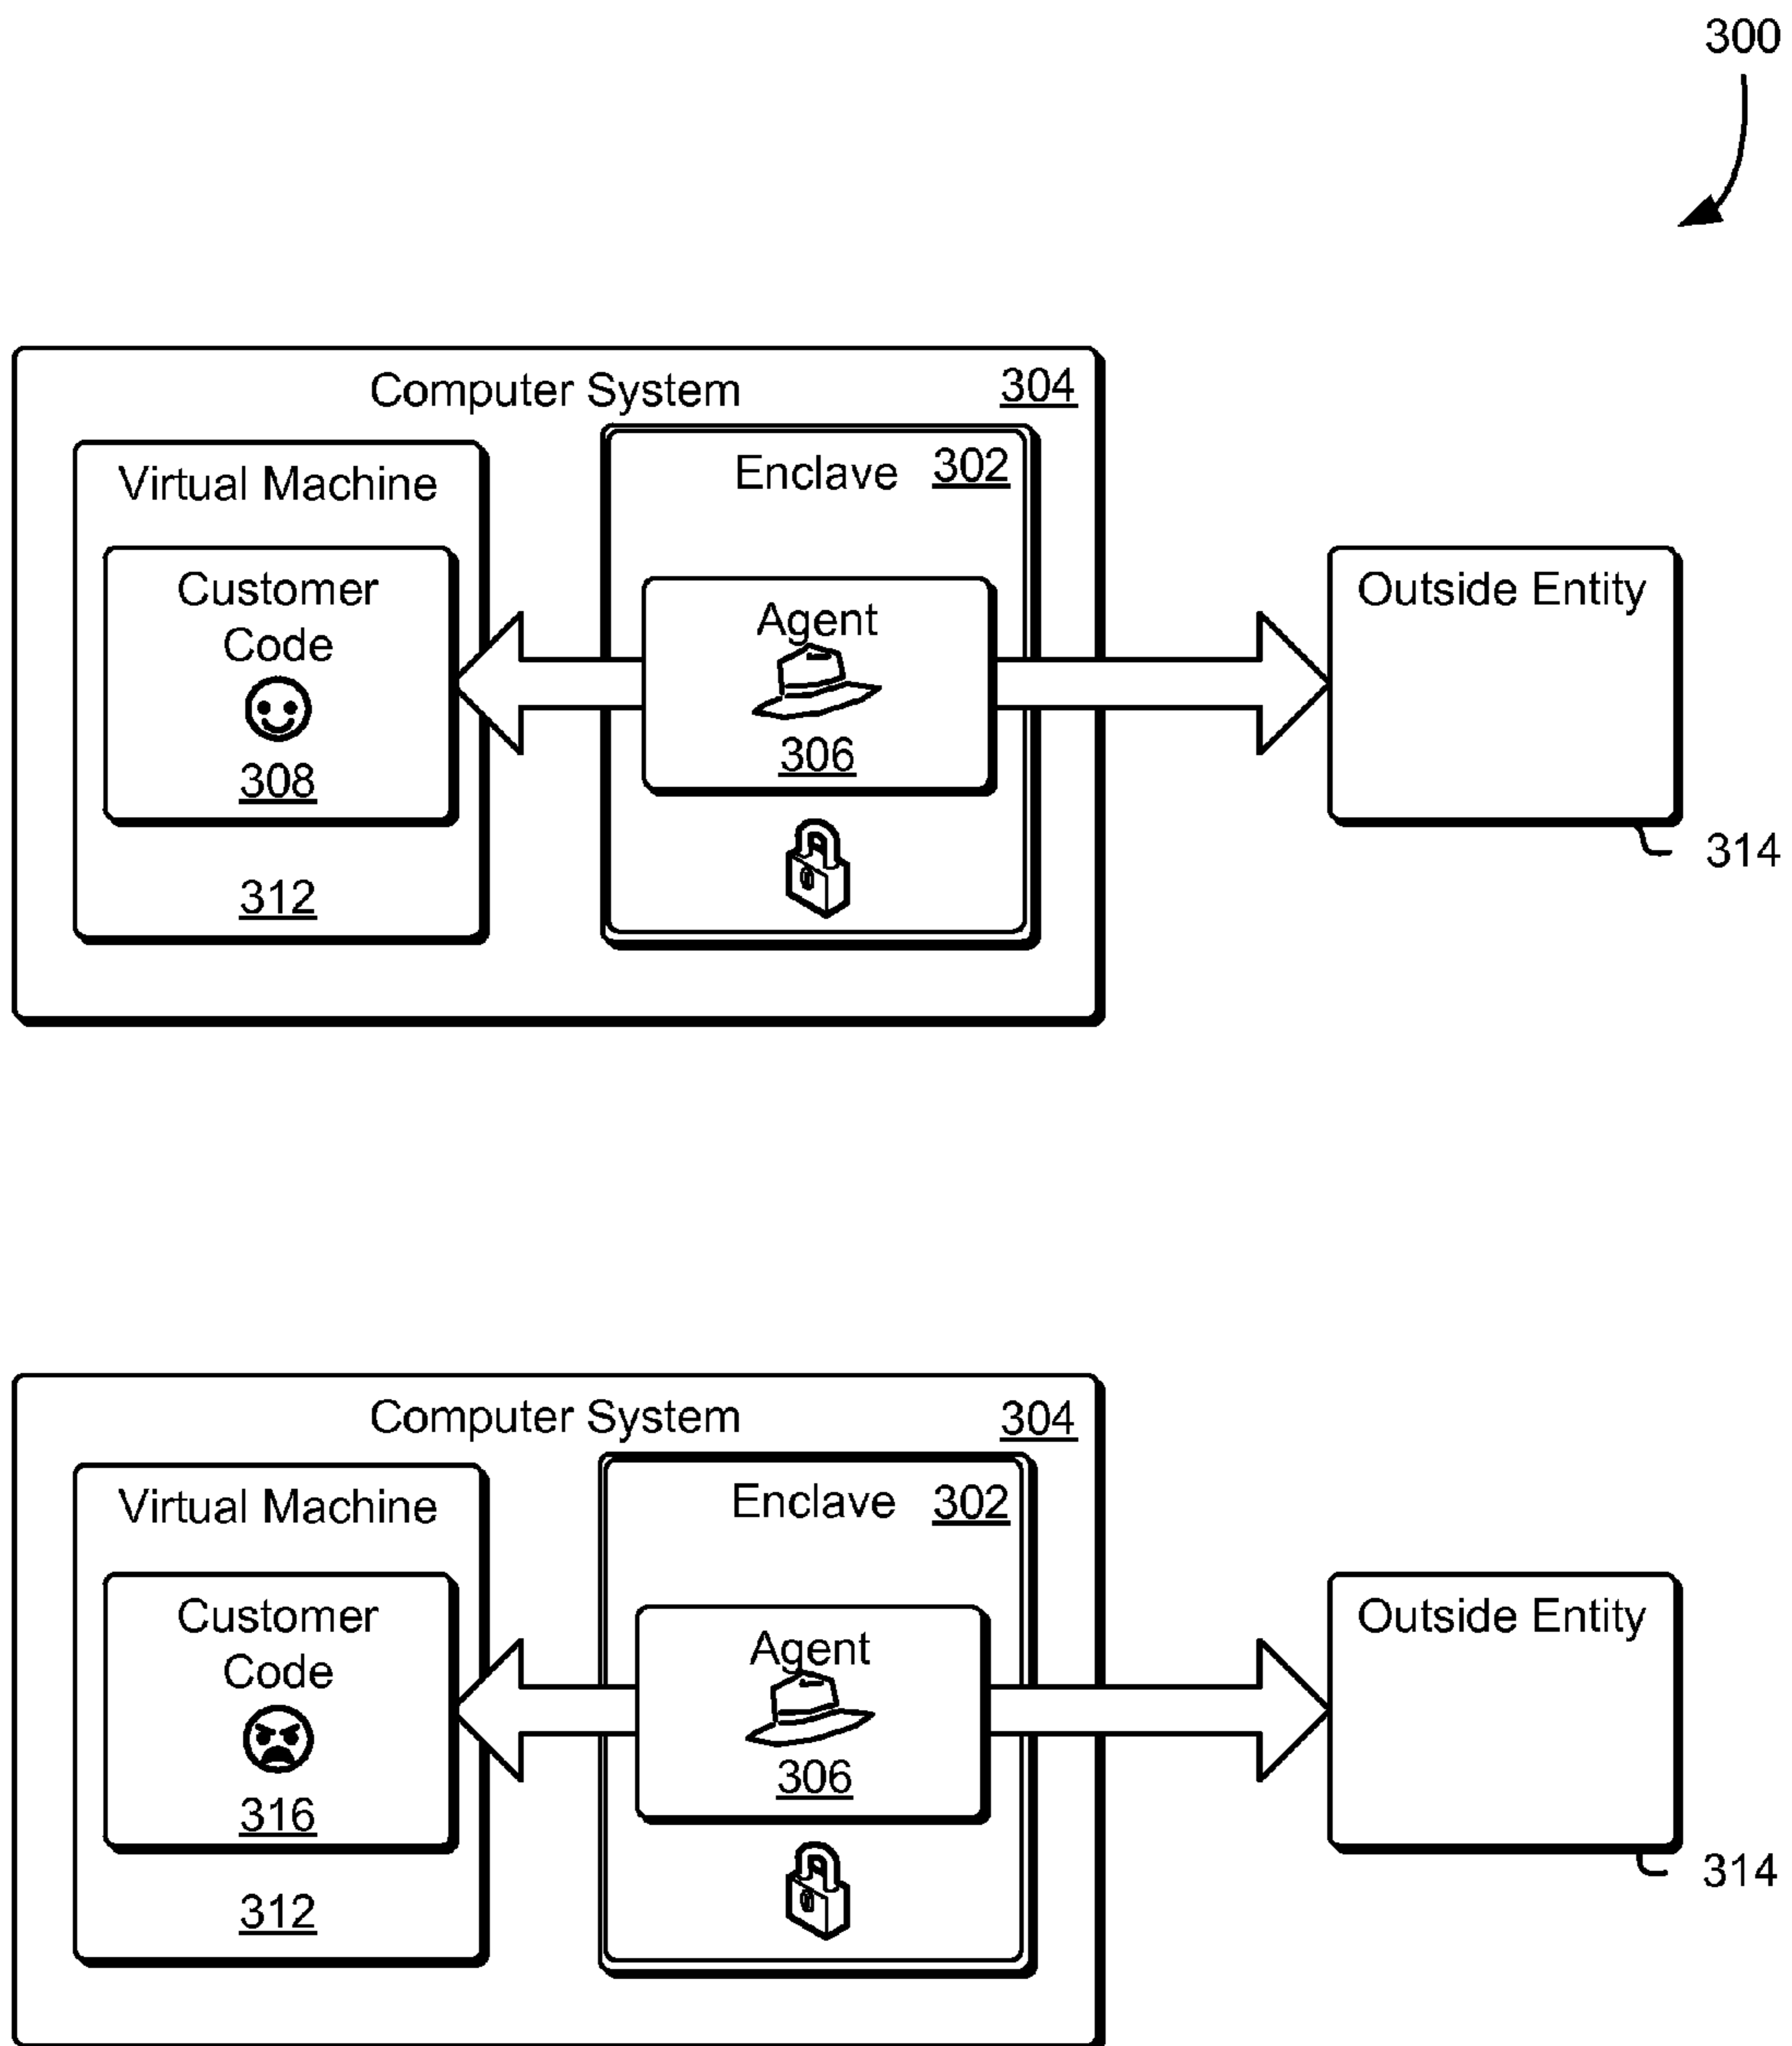 300
Computer System 304
Virtual Machine
Enclave 302
Customer
Code
308
312
Agent
306
Outside Entity
314
Computer System 304
Virtual Machine
Enclave 302
Customer
Code
316
312
Agent
306
Outside Entity
314